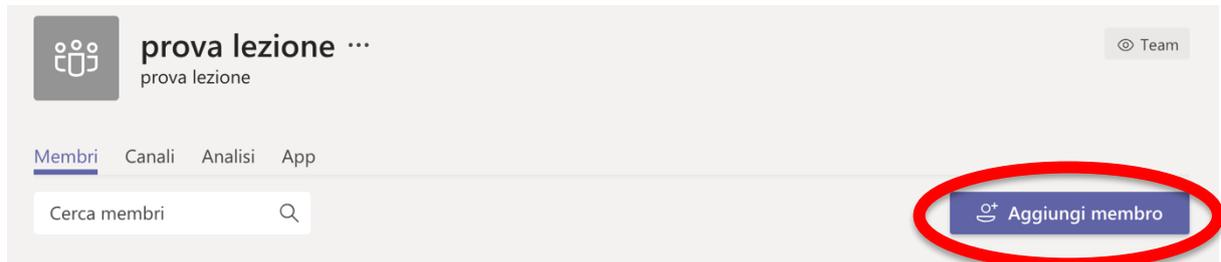 prova lezione ...
Team
prova lezione
Membri Canali Analisi App
Cerca membri
Aggiungi membro